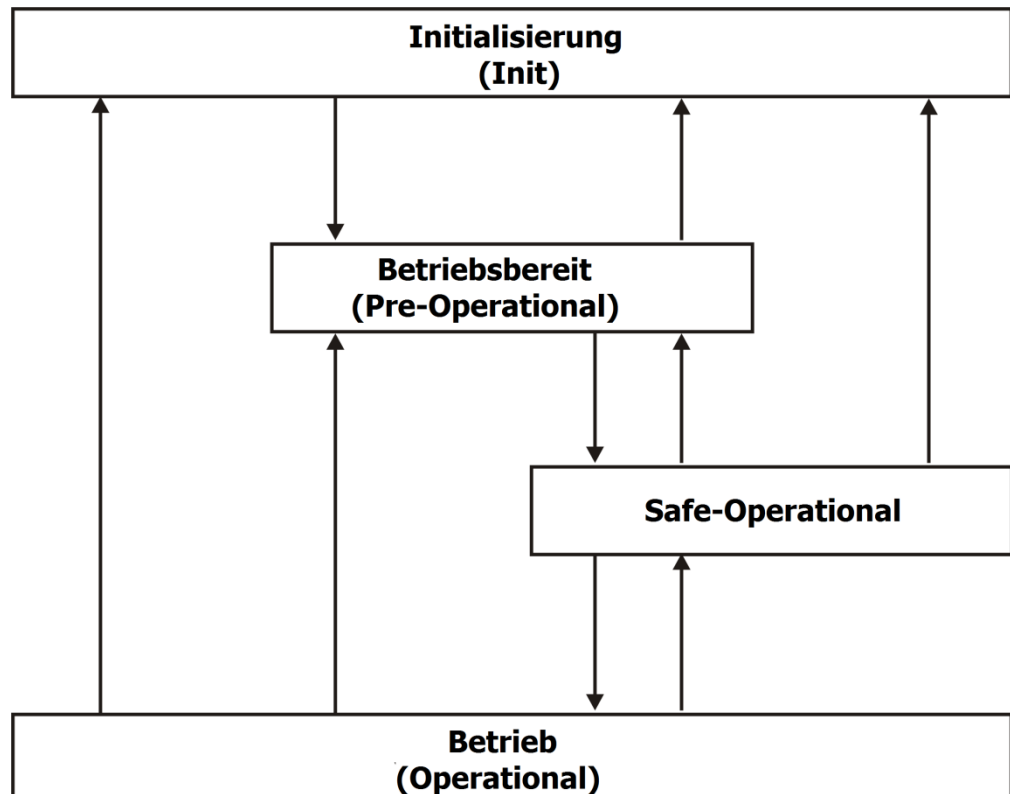 Initialisierung
(Init)
Betriebsbereit
(Pre-Operational)
Safe-Operational
Betrieb
(Operational)